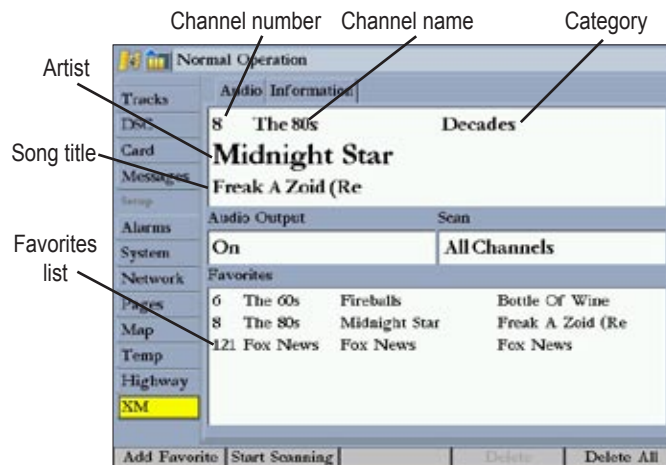 Channel number Channel name Category
Artist
Song title
Favorites list
Normal Operation
Audio Information
Tracks
DSC
Card
Messages
Setup
Alarms
System
Network
Pages
Map
Temp
Highway
XM
8 The 80s Decades
Midnight Star
Freak A Zoid (Re
Audio Output Scan
On All Channels
Favorites
6 The 60s Fireballs Bottle Of Wine
8 The 80s Midnight Star Freak A Zoid (Re
121 Fox News Fox News Fox News
Add Favorite Start Scanning Delete Delete All